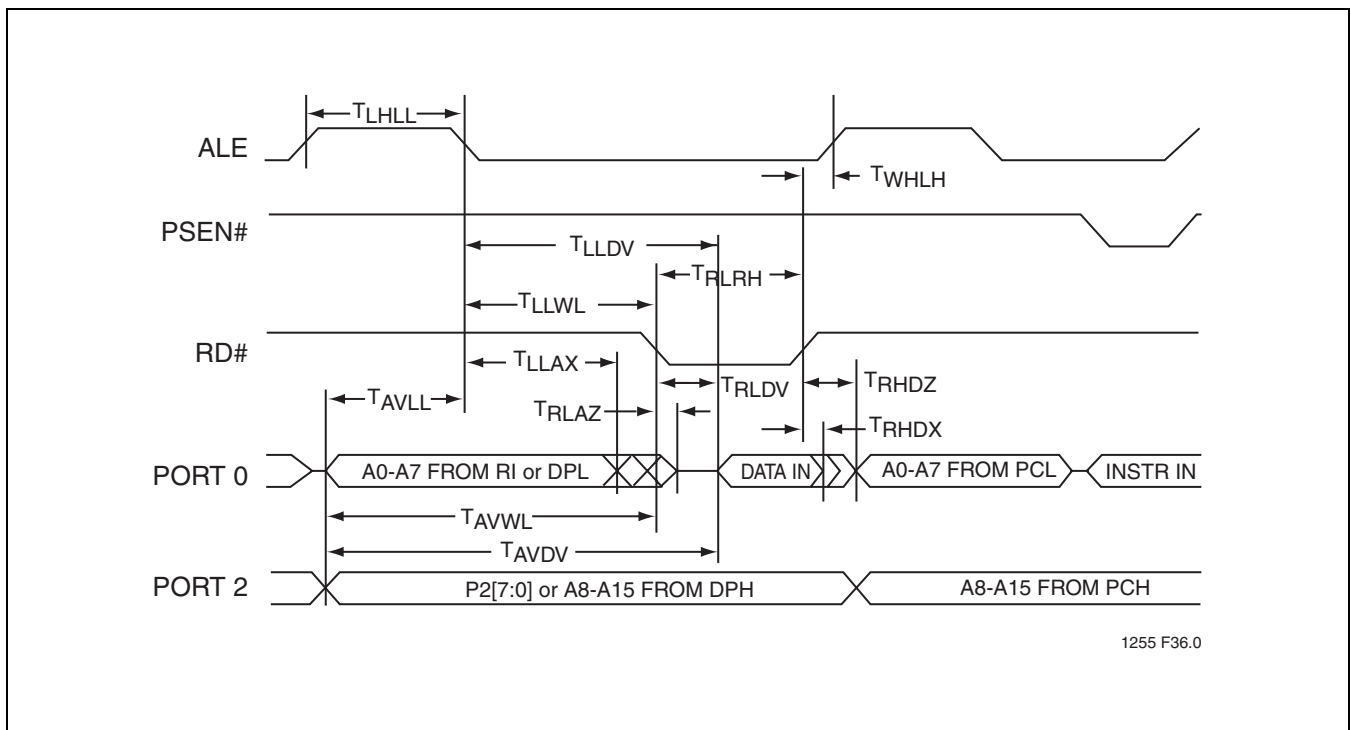 TLHLL
ALE
TWHLH
PSEN#
TLLDV
TRLRH
TLLWL
RD#
TLLAX
TAVLL
TRLAZ
TRLDV
TRHDZ
TRHDX
PORT 0
A0-A7 FROM RI or DPL
DATA IN
A0-A7 FROM PCL
INSTR IN
TAVWL
TAVDV
PORT 2
P2[7:0] or A8-A15 FROM DPH
A8-A15 FROM PCH
1255 F36.0